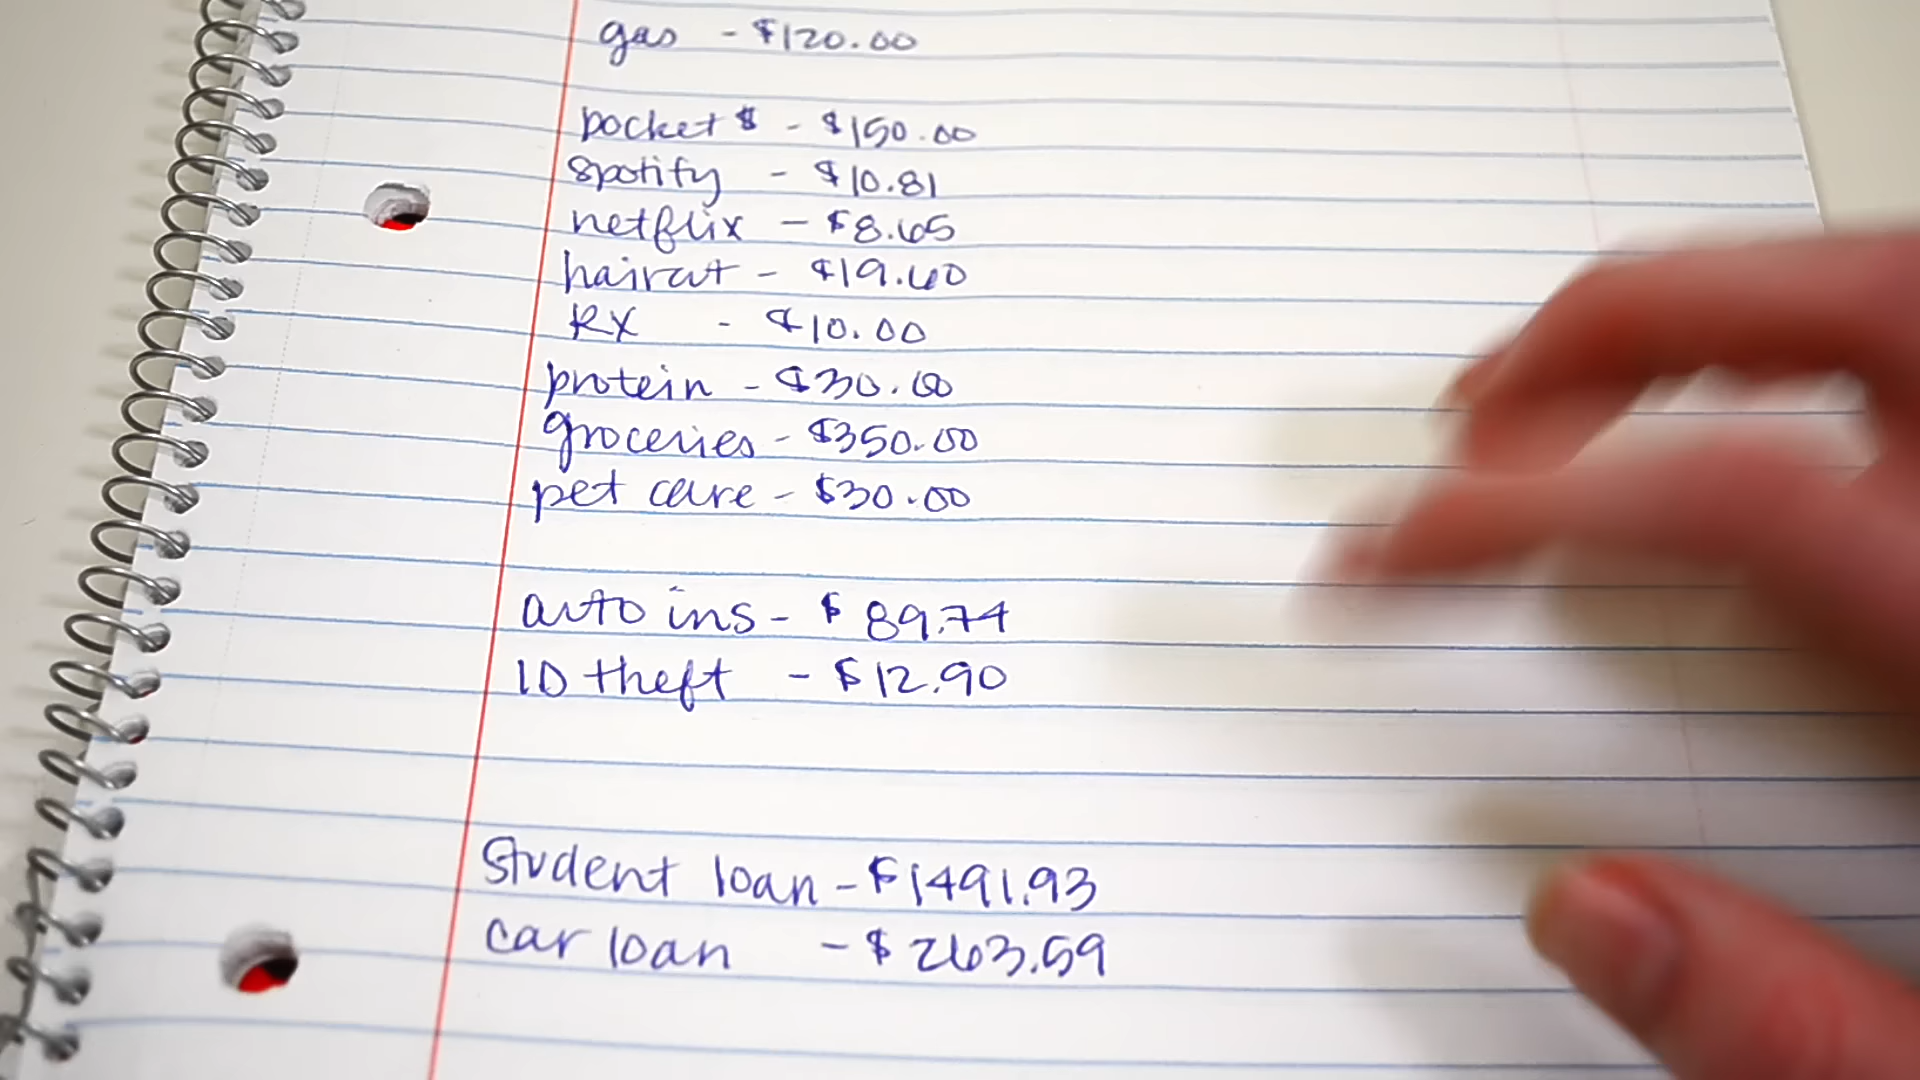 gas - $120.00
pocket $ - $150.00
spotify - $10.81
netflix - $8.65
haircut - $19.60
RX - $10.00
protein - $30.00
groceries - $350.00
pet care - $30.00
auto ins - $89.74
ID theft - $12.90
student loan - $1491.93
car loan - $263.59